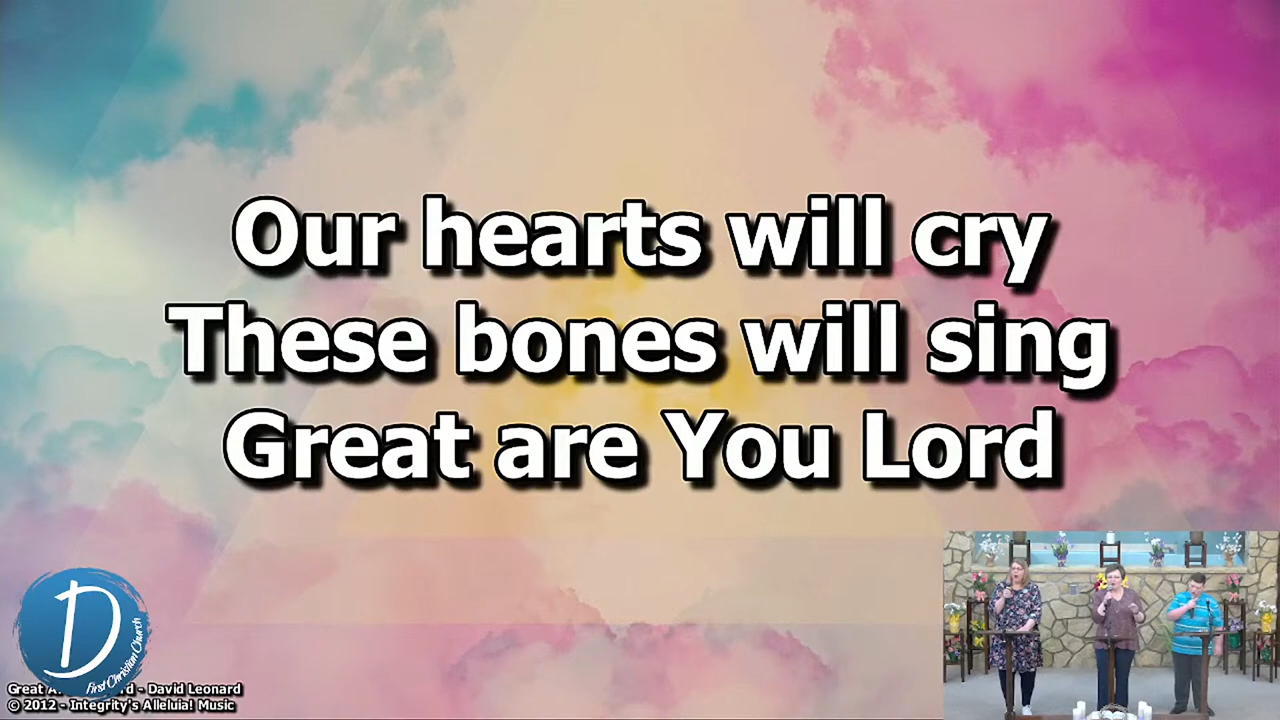 Our hearts will cry
These bones will sing
Great are You Lord
D
First Christian Church
Great - David Leonard
© 2012 - Integrity's Alleluia! Music